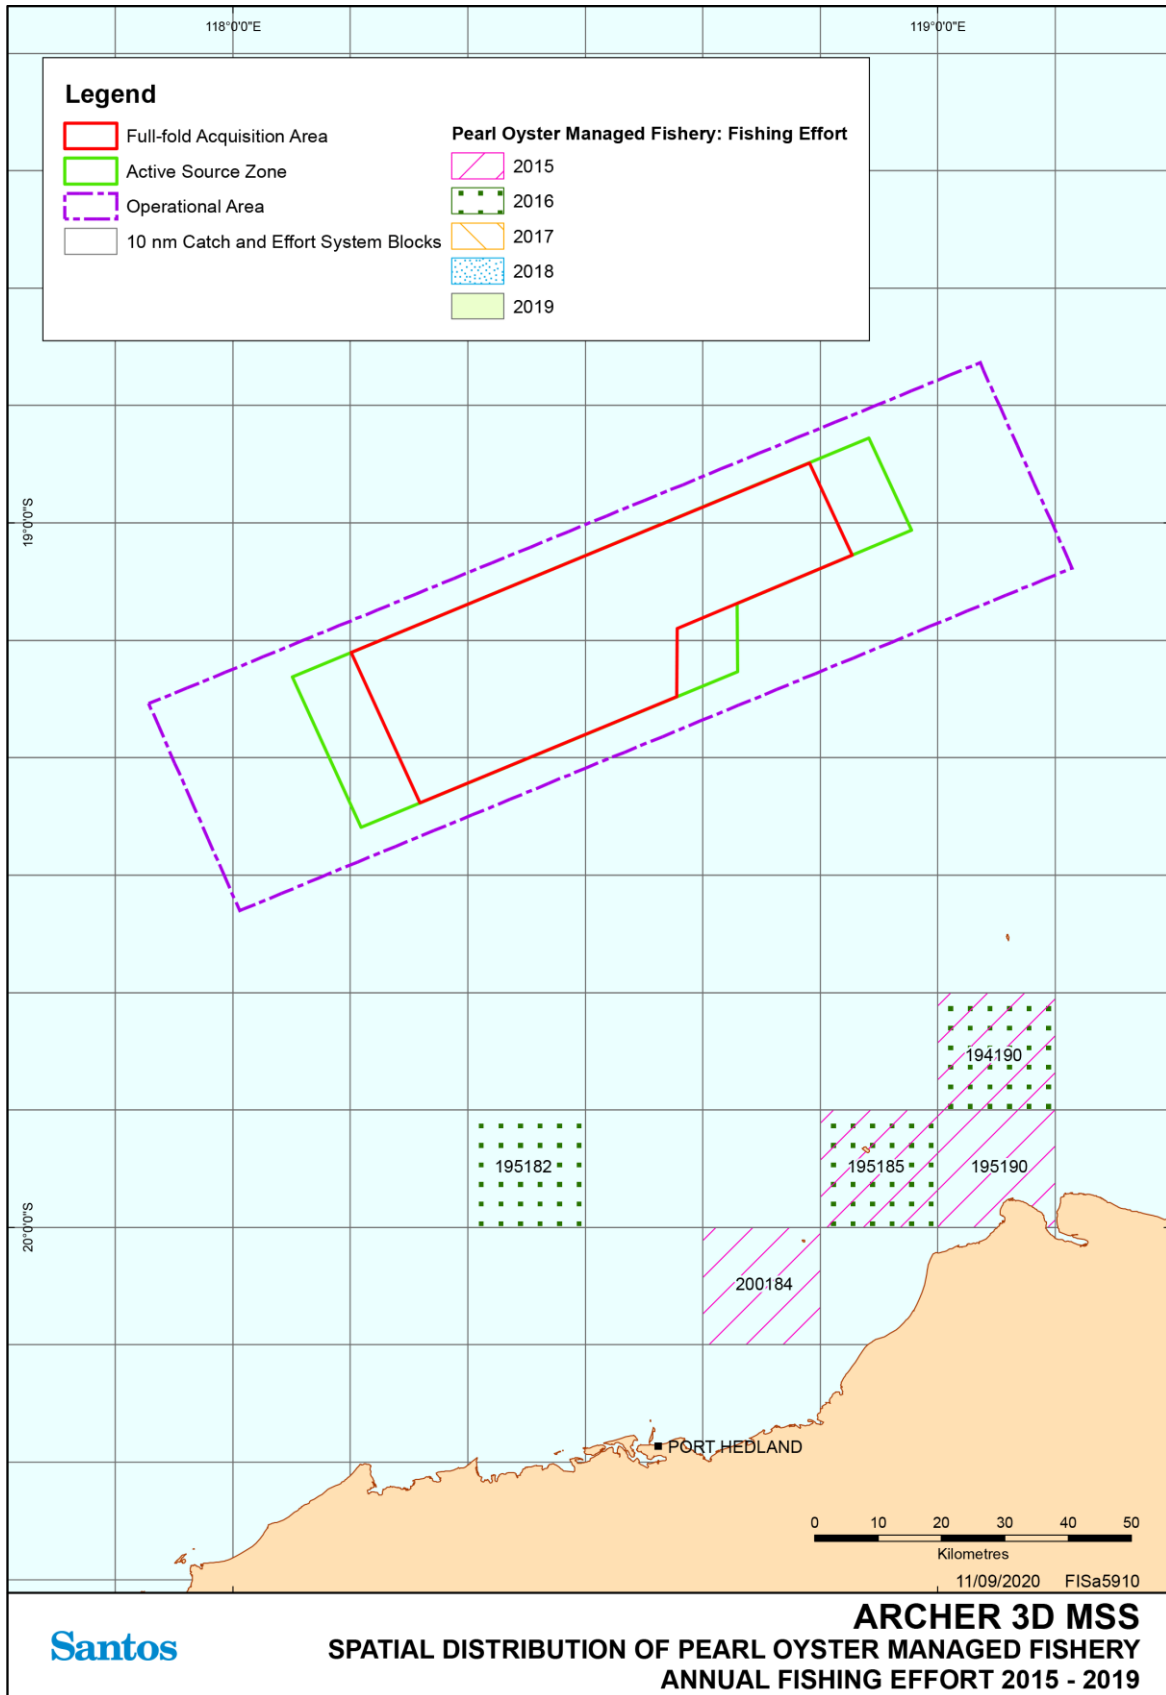 118°0'0"E
119°0'0"E
Legend
Full-fold Acquisition Area
Active Source Zone
Operational Area
10 nm Catch and Effort System Blocks
Pearl Oyster Managed Fishery: Fishing Effort
2015
2016
2017
2018
2019
19°0'0"S
194190
195182
195185
195190
20°0'0"S
200184
PORT HEDLAND
0 10 20 30 40 50
Kilometres
11/09/2020 FISa5910
Santos
ARCHER 3D MSS
SPATIAL DISTRIBUTION OF PEARL OYSTER MANAGED FISHERY
ANNUAL FISHING EFFORT 2015 - 2019